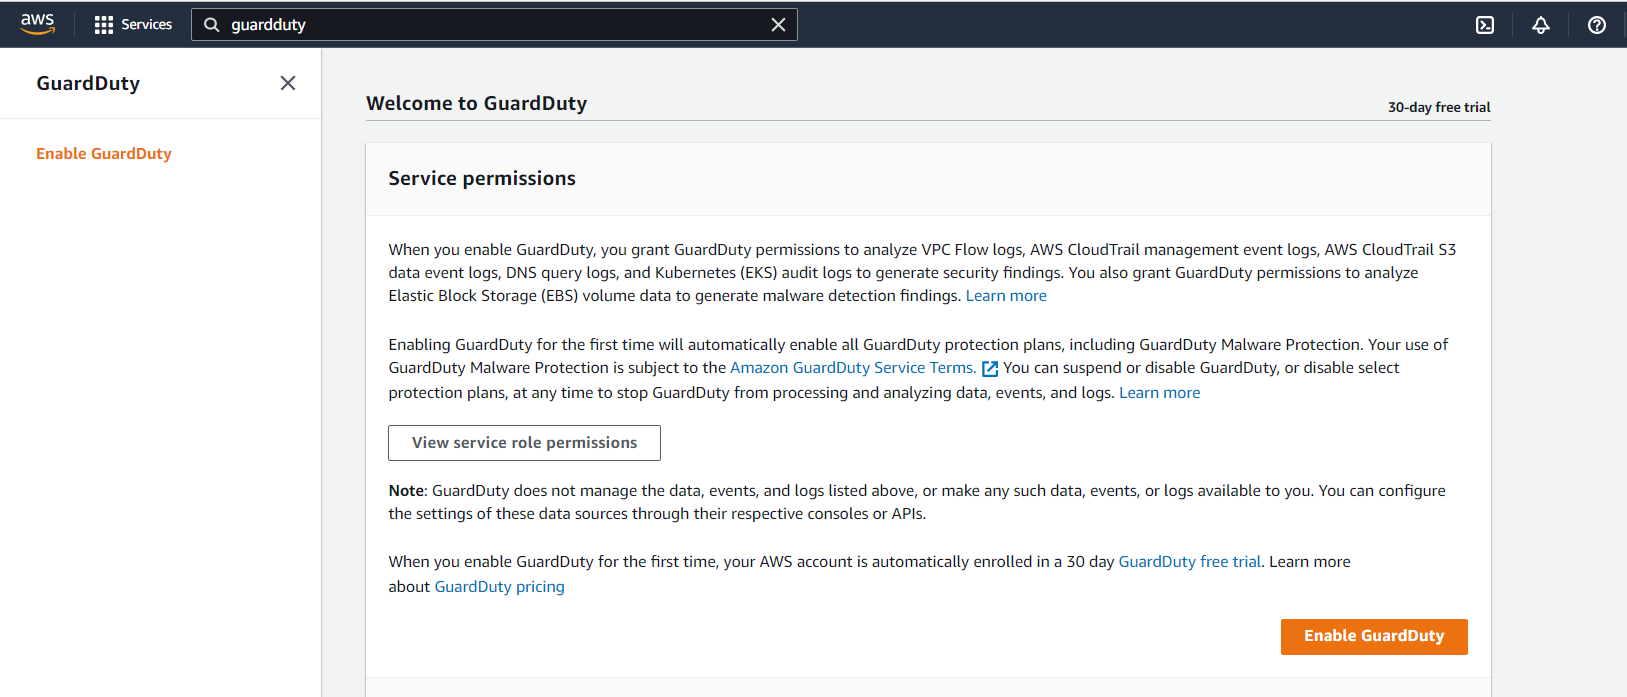 aws
Services
guardduty
GuardDuty
Enable GuardDuty
Welcome to GuardDuty
30-day free trial
Service permissions
When you enable GuardDuty, you grant GuardDuty permissions to analyze VPC Flow logs, AWS CloudTrail management event logs, AWS CloudTrail S3
data event logs, DNS query logs, and Kubernetes (EKS) audit logs to generate security findings. You also grant GuardDuty permissions to analyze
Elastic Block Storage (EBS) volume data to generate malware detection findings. Learn more
Enabling GuardDuty for the first time will automatically enable all GuardDuty protection plans, including GuardDuty Malware Protection. Your use of
GuardDuty Malware Protection is subject to the Amazon GuardDuty Service Terms. You can suspend or disable GuardDuty, or disable select
protection plans, at any time to stop GuardDuty from processing and analyzing data, events, and logs. Learn more
View service role permissions
Note: GuardDuty does not manage the data, events, and logs listed above, or make any such data, events, or logs available to you. You can configure
the settings of these data sources through their respective consoles or APIs.
When you enable GuardDuty for the first time, your AWS account is automatically enrolled in a 30 day GuardDuty free trial. Learn more
about GuardDuty pricing
Enable GuardDuty